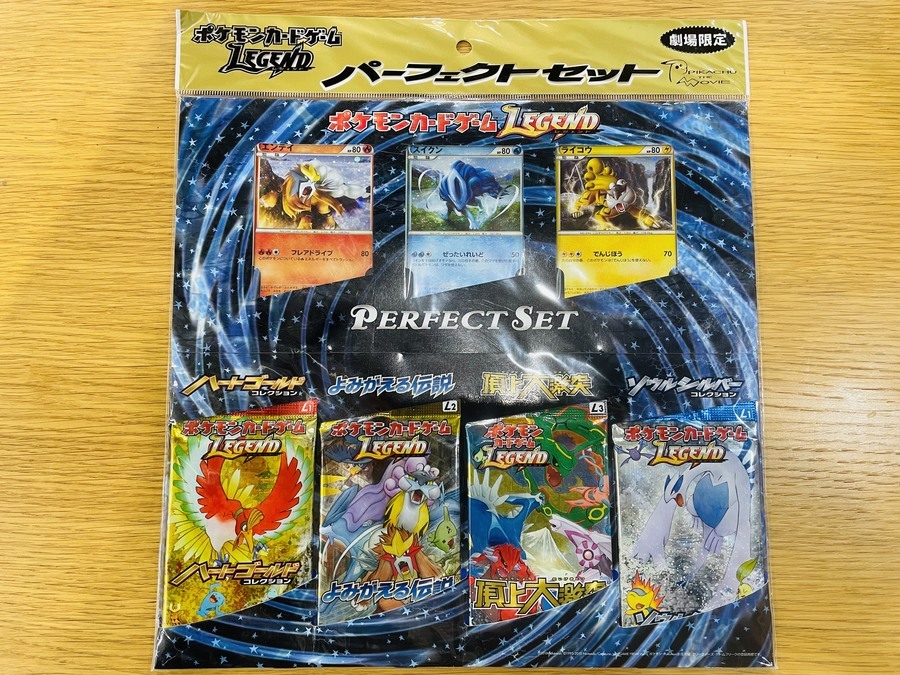 ポケモンカードゲーム
LEGEND
パーフェクトセット
劇場限定
PIKACHU
THE
MOVIE
ポケモンカードゲーム LEGEND
エンテイ HP80
スイクン HP80
ライコウ HP80
フレアドライブ 80
ぜったいれいど 50
でんじほう 70
PERFECT SET
ハートゴールド
コレクション
よみがえる伝説
頂上大激突
ソウルシルバー
コレクション
L1
ポケモンカードゲーム
LEGEND
ハートゴールド
コレクション
L2
ポケモンカードゲーム
LEGEND
よみがえる伝説
L3
ポケモン
カードゲーム
LEGEND
頂上大激突
L1
ポケモンカードゲーム
LEGEND